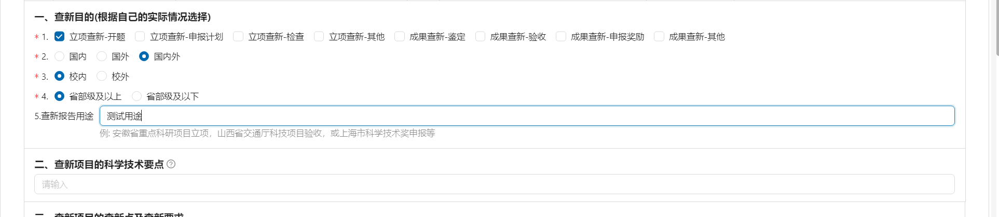 一、查新目的(根据自己的实际情况选择)
* 1. 立项查新-开题 立项查新-申报计划 立项查新-检查 立项查新-其他 成果查新-鉴定 成果查新-验收 成果查新-申报奖励 成果查新-其他
* 2. 国内 国外 国内外
* 3. 校内 校外
* 4. 省部级及以上 省部级及以下
5.查新报告用途 测试用途
例: 安徽省重点科研项目立项，山西省交通厅科技项目验收，或上海市科学技术奖申报等
二、查新项目的科学技术要点
请输入
三、查新项目的查新点及查新要求